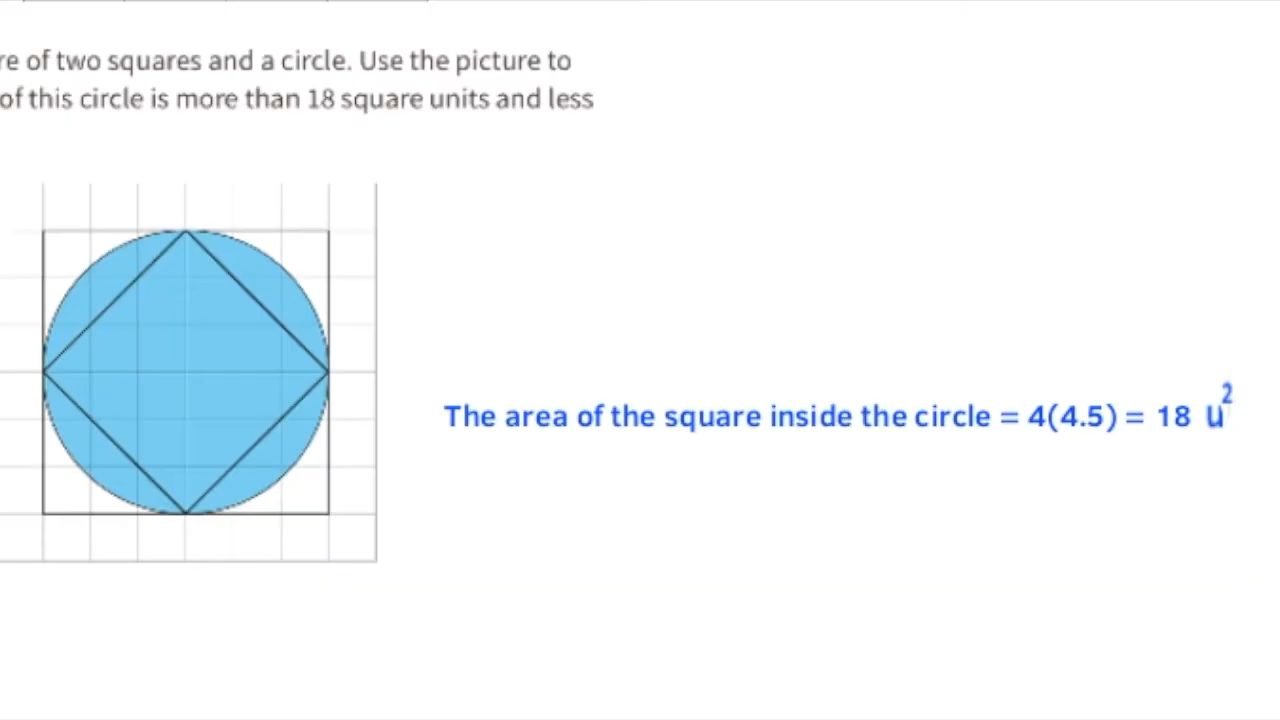 re of two squares and a circle. Use the picture to
of this circle is more than 18 square units and less
The area of the square inside the circle = 4(4.5) = 18 u²